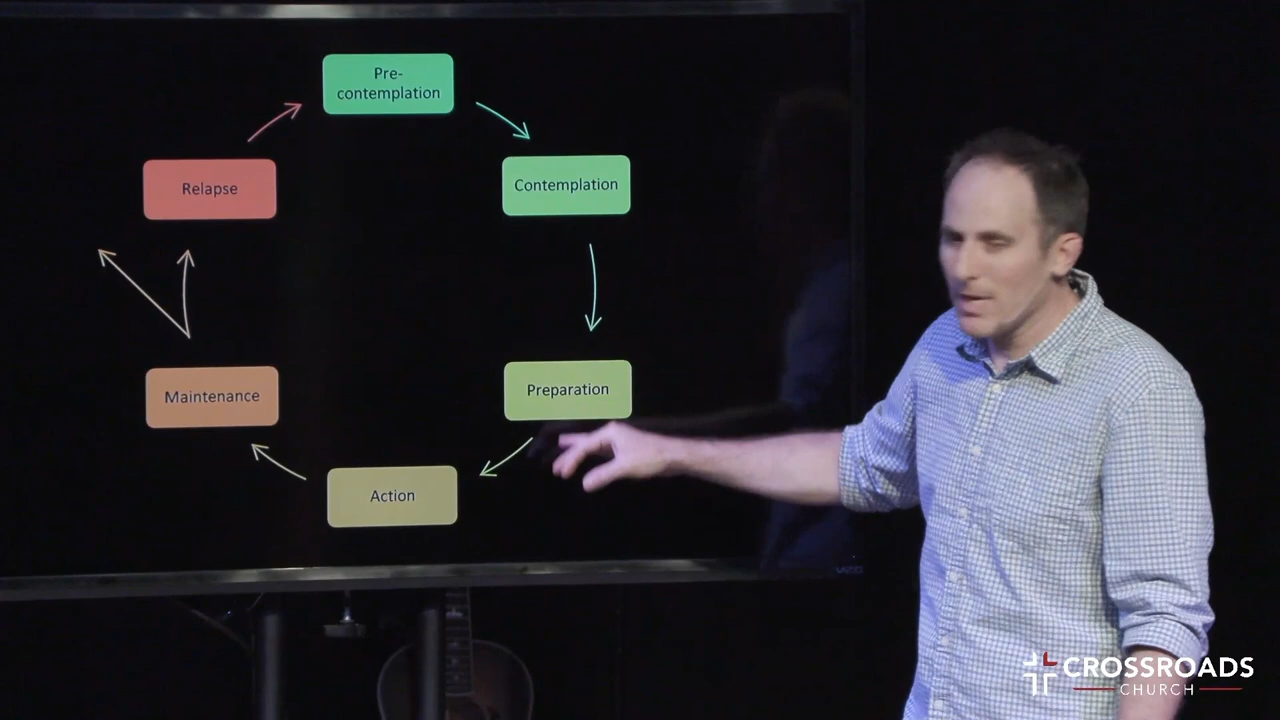 Pre-
contemplation
Contemplation
Relapse
Preparation
Maintenance
Action
CROSSROADS
CHURCH